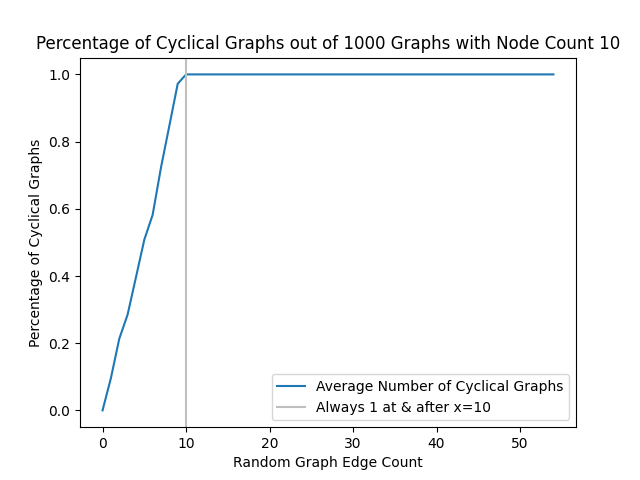 Percentage of Cyclical Graphs out of 1000 Graphs with Node Count 10
Percentage of Cyclical Graphs
1.0
0.8
0.6
0.4
0.2
0.0
Average Number of Cyclical Graphs
Always 1 at & after x=10
0 10 20 30 40 50
Random Graph Edge Count